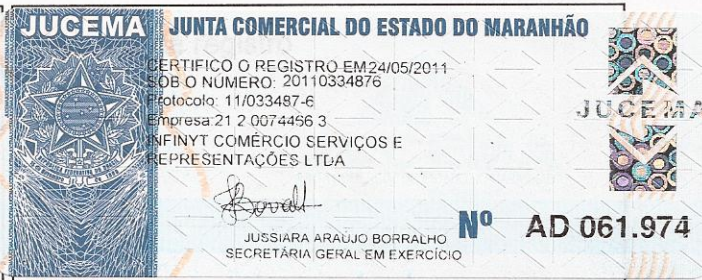 JUCEMA
JUNTA COMERCIAL DO ESTADO DO MARANHÃO
CERTIFICO O REGISTRO EM 24/05/2011
SOB O NÚMERO: 20110334876
Protocolo: 11/033487-6
Empresa: 21 2 0074466 3
INFINYT COMÉRCIO SERVIÇOS E
REPRESENTAÇÕES LTDA
JUCEMA
JUSSIARA ARAÚJO BORRALHO
SECRETÁRIA GERAL EM EXERCÍCIO
Nº AD 061.974